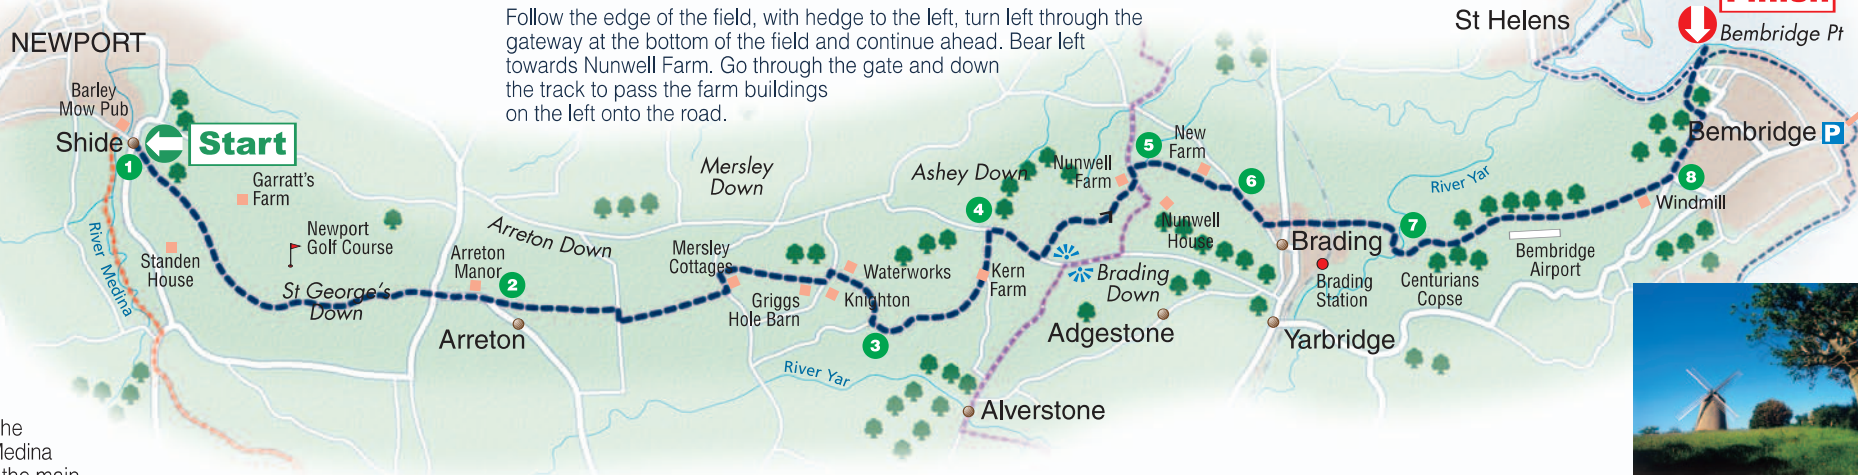 Follow the edge of the field, with hedge to the left, turn left through the
gateway at the bottom of the field and continue ahead. Bear left
towards Nunwell Farm. Go through the gate and down
the track to pass the farm buildings
on the left onto the road.
NEWPORT
Barley
Mow Pub
Shide
Start
1
Garratt's
Farm
Newport
Golf Course
Standen
House
River Medina
St George's
Down
Arreton
Manor
2
Arreton
Arreton Down
Mersley
Down
Mersley
Cottages
Griggs
Hole Barn
Waterworks
Knighton
3
River Yar
Ashey Down
4
Kern
Farm
Alverstone
Nunwell
Farm
5
New
Farm
Nunwell
House
6
Brading
Down
Adgestone
Brading
Brading
Station
Yarbridge
7
Centurians
Copse
River Yar
Bembridge
Airport
8
Windmill
Bembridge
P
St Helens
Bembridge Pt
the main